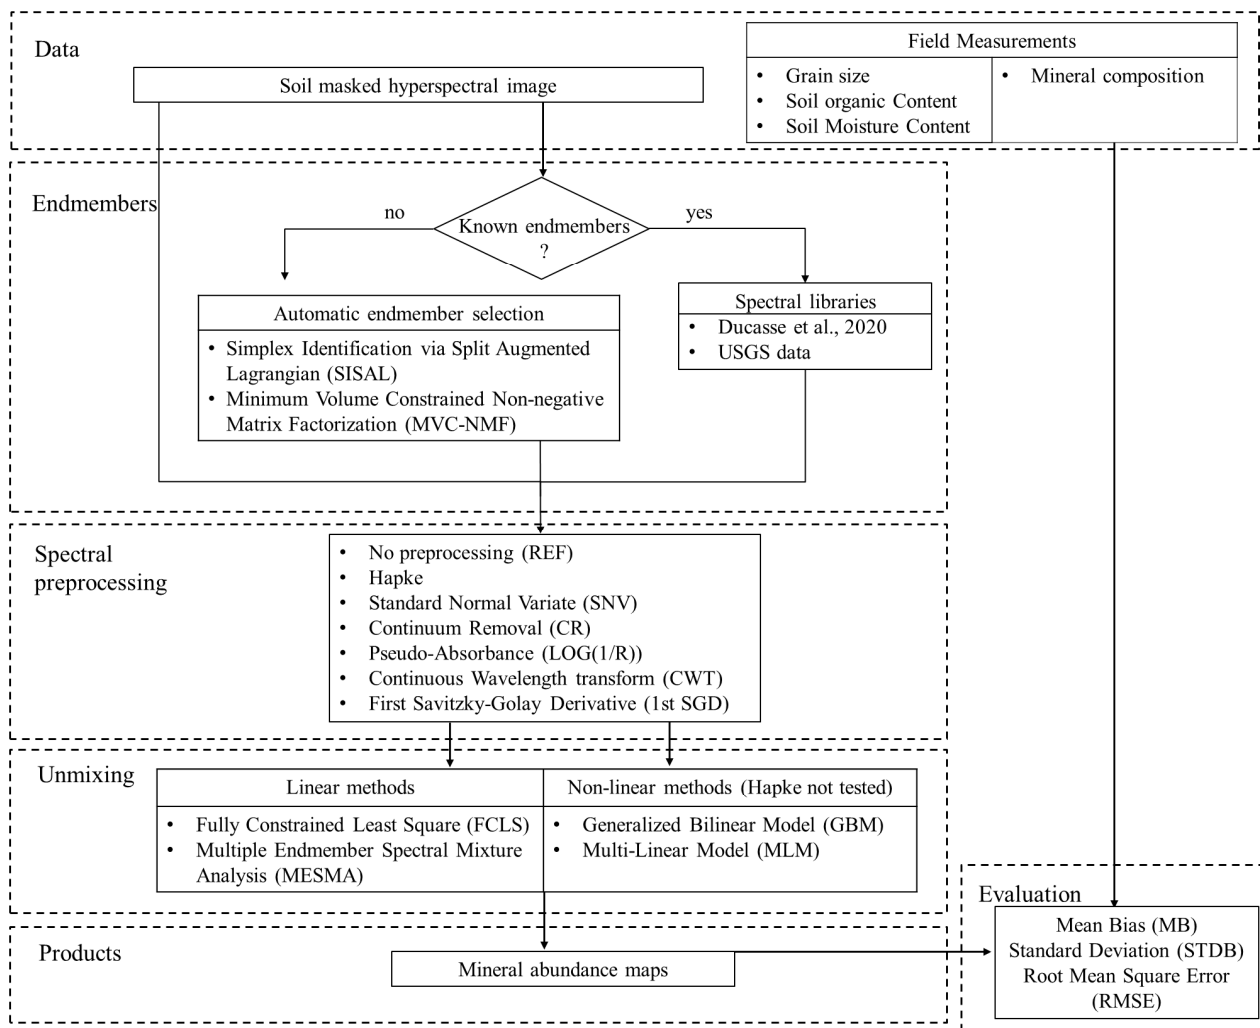 Data
Soil masked hyperspectral image
Field Measurements
• Grain size
• Soil organic Content
• Soil Moisture Content
• Mineral composition
Endmembers
no
Known endmembers
?
yes
Automatic endmember selection
• Simplex Identification via Split Augmented
Lagrangian (SISAL)
• Minimum Volume Constrained Non-negative
Matrix Factorization (MVC-NMF)
Spectral libraries
• Ducasse et al., 2020
• USGS data
Spectral
preprocessing
• No preprocessing (REF)
• Hapke
• Standard Normal Variate (SNV)
• Continuum Removal (CR)
• Pseudo-Absorbance (LOG(1/R))
• Continuous Wavelength transform (CWT)
• First Savitzky-Golay Derivative (1st SGD)
Unmixing
Linear methods
• Fully Constrained Least Square (FCLS)
• Multiple Endmember Spectral Mixture
Analysis (MESMA)
Non-linear methods (Hapke not tested)
• Generalized Bilinear Model (GBM)
• Multi-Linear Model (MLM)
Products
Mineral abundance maps
Evaluation
Mean Bias (MB)
Standard Deviation (STDB)
Root Mean Square Error
(RMSE)